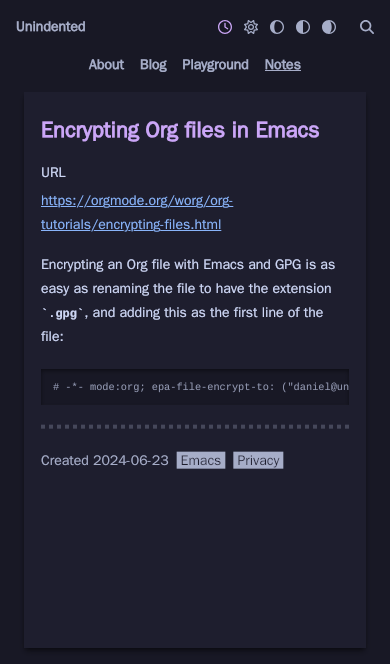 Unindented
About Blog Playground Notes
Encrypting Org files in Emacs
URL
https://orgmode.org/worg/org-
tutorials/encrypting-files.html
Encrypting an Org file with Emacs and GPG is as
easy as renaming the file to have the extension
`.gpg`, and adding this as the first line of the
file:
# -*- mode:org; epa-file-encrypt-to: ("daniel@un
Created 2024-06-23 Emacs Privacy